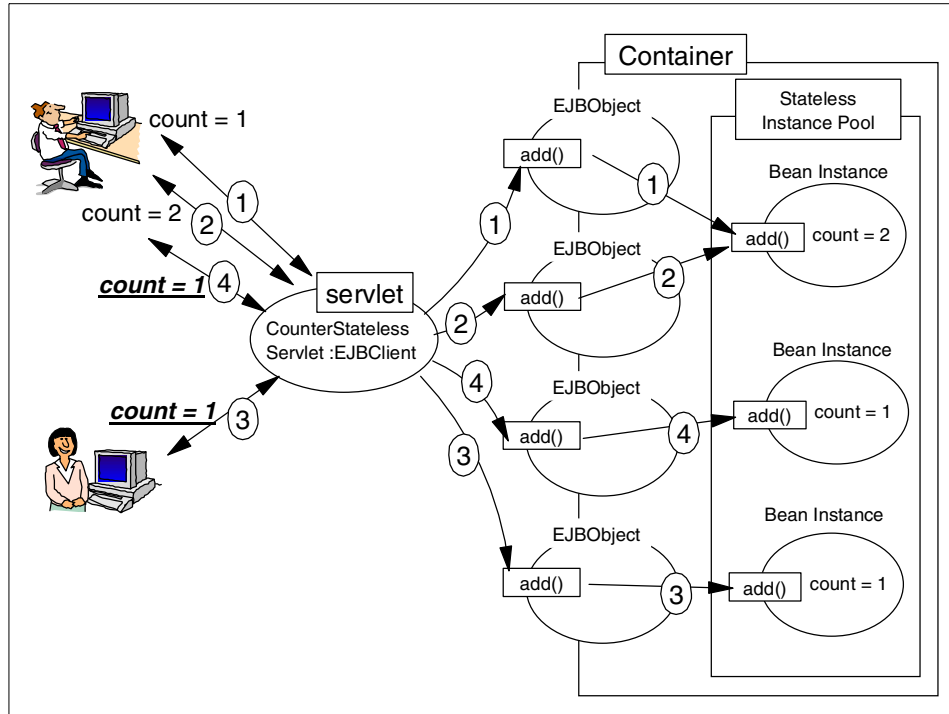 Container
EJBObject
Stateless
Instance Pool
count = 1
add()
1
Bean Instance
1
1
count = 2
2
add()
count = 2
EJBObject
4
2
count = 1
servlet
add()
2
CounterStateless
Servlet :EJBClient
Bean Instance
EJBObject
4
count = 1
3
add()
4
add()
count = 1
3
Bean Instance
EJBObject
add()
3
add()
count = 1